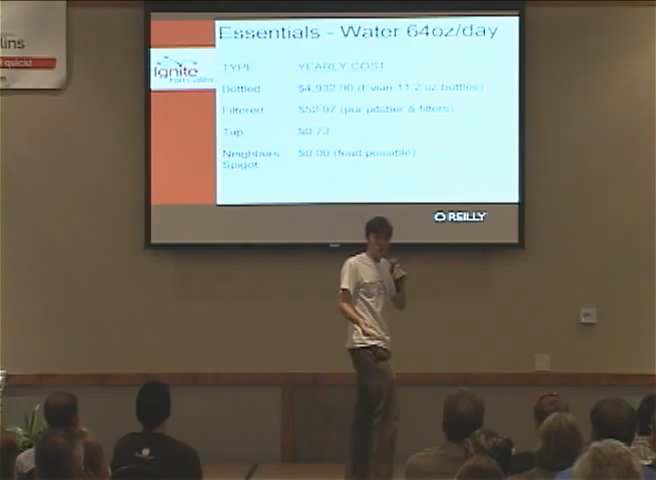 lins
quick!
Essentials - Water 64oz/day
Ignite
TYPE YEARLY COST
Bottled $4,932.90 (Evian 11.2 oz bottles)
Filtered $52.97 (pur pitcher & filters)
Tap $0.73
Neighbors $0.00 (feud possible)
Spigot
O REILLY